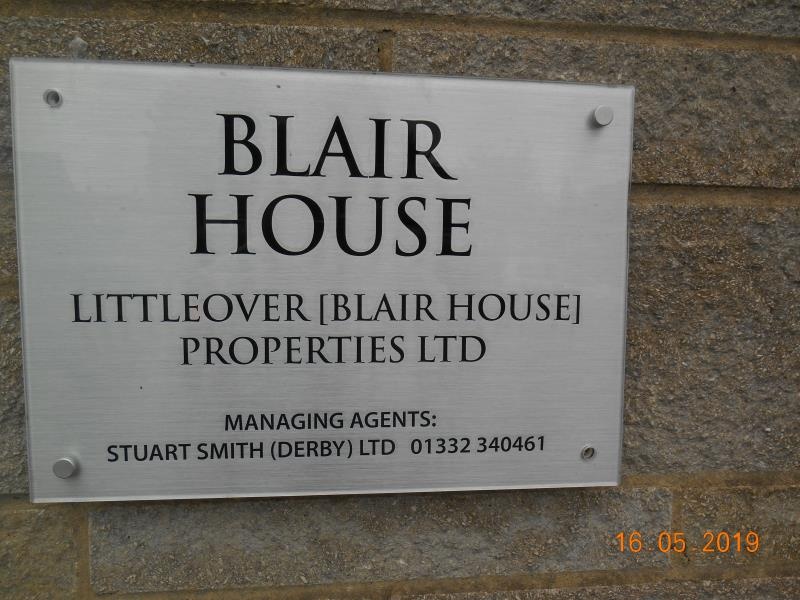 BLAIR
HOUSE
LITTLEOVER [BLAIR HOUSE]
PROPERTIES LTD
MANAGING AGENTS:
STUART SMITH (DERBY) LTD 01332 340461
16.05.2019